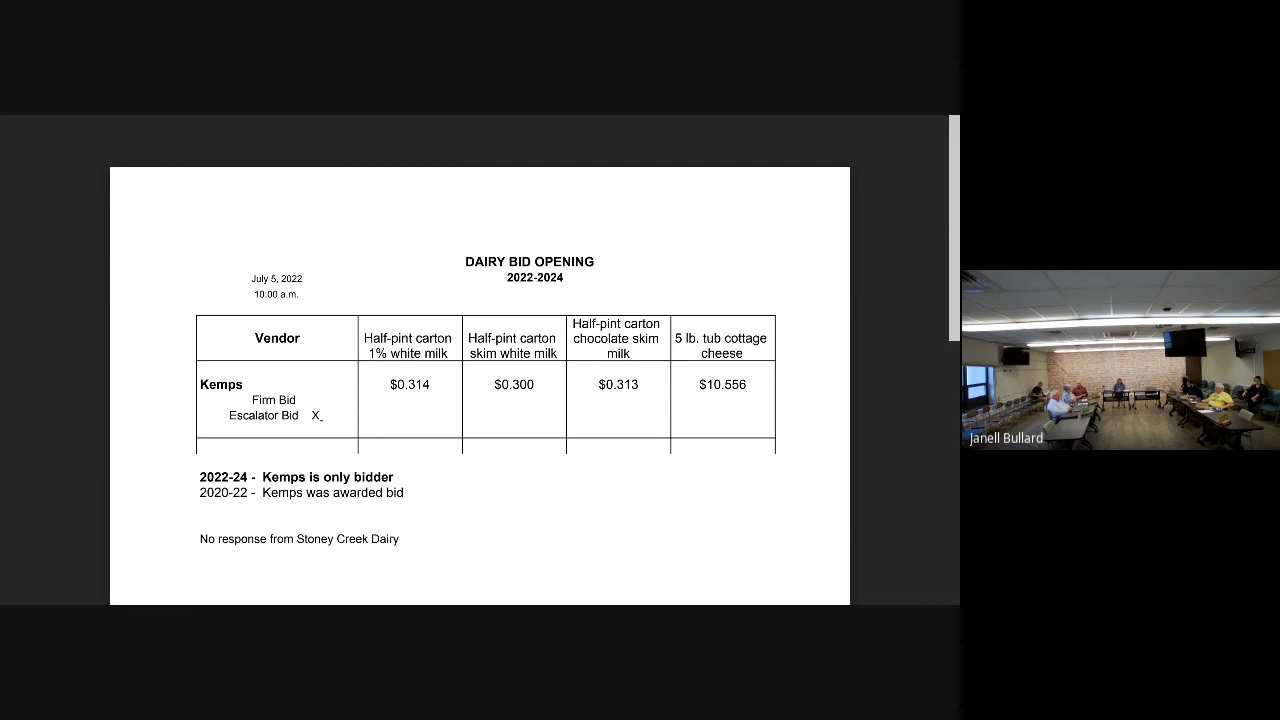 DAIRY BID OPENING
July 5, 2022
2022-2024
10:00 a.m.
Vendor
Half-pint carton 1% white milk
Half-pint carton skim white milk
Half-pint carton chocolate skim milk
5 lb. tub cottage cheese
Kemps
$0.314
$0.300
$0.313
$10.556
Firm Bid
Escalator Bid X
2022-24 - Kemps is only bidder
2020-22 - Kemps was awarded bid
No response from Stoney Creek Dairy
Janell Bullard